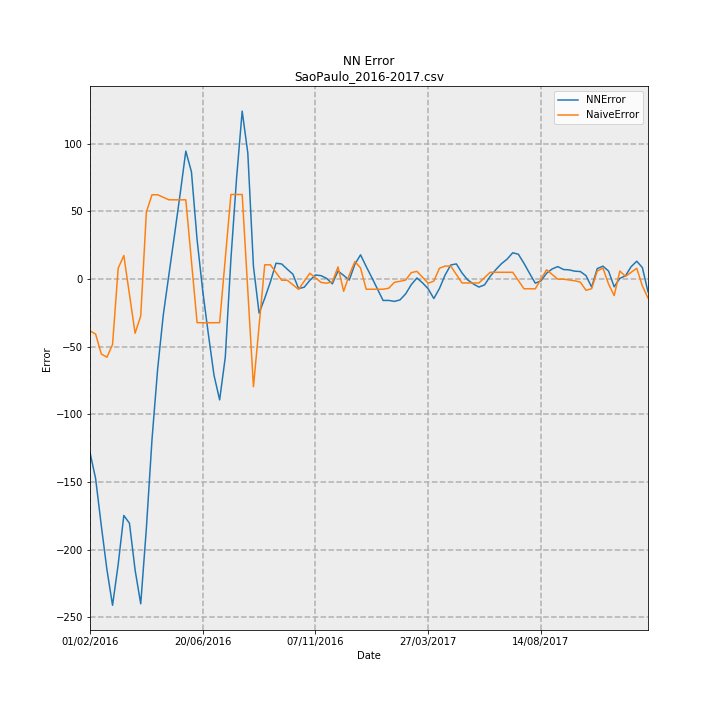 NN Error
SaoPaulo_2016-2017.csv
NNError
NaiveError
100
50
0
−50
−100
−150
−200
−250
Error
01/02/2016
20/06/2016
07/11/2016
27/03/2017
14/08/2017
Date